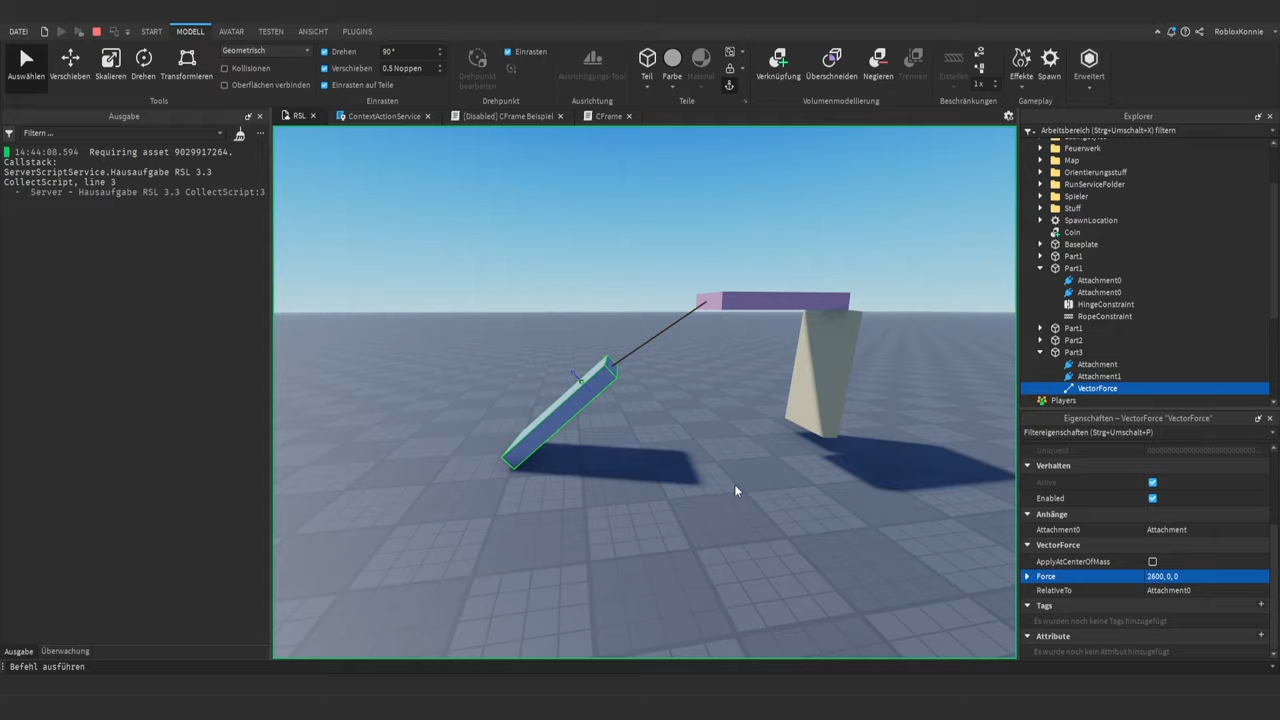 DATEI START MODELL AVATAR TESTEN ANSICHT PLUGINS RobloxKonnie
Auswählen Verschieben Skalieren Drehen Transformieren
Geometrisch
Kollisionen
Oberflächen verbinden
Tools
Drehen 90°
Verschieben 0.5 Noppen
Einrasten auf Teile
Einrasten
Drehpunkt bearbeiten
Einrasten
Drehpunkt
Ausrichtungs-Tool
Ausrichtung
Teil Farbe Material
Teile
Verknüpfung Überschneiden Negieren Trennen
Volumenmodellierung
Erstellen
1 x
Beschränkungen
Effekte Spawn
Gameplay
Erweitert
Ausgabe
Filtern ...
14:44:08.594 Requiring asset 9029917264.
Callstack:
ServerScriptService.Hausaufgabe RSL 3.3
CollectScript, line 3
- Server - Hausaufgabe RSL 3.3 CollectScript:3
RSL ContextActionService [Disabled] CFrame Beispiel CFrame
Explorer
Arbeitsbereich (Strg+Umschalt+X) filtern
Feuerwerk
Map
Orientierungsstuff
RunServiceFolder
Spieler
Stuff
SpawnLocation
Coin
Baseplate
Part1
Part1
Attachment0
Attachment0
HingeConstraint
RopeConstraint
Part1
Part2
Part3
Attachment
Attachment1
VectorForce
Players
Eigenschaften – VectorForce "VectorForce"
Filtereigenschaften (Strg+Umschalt+P)
UniqueId
Verhalten
Active
Enabled
Anhänge
Attachment0 Attachment
VectorForce
ApplyAtCenterOfMass
Force 2600, 0, 0
RelativeTo Attachment0
Tags
Es wurden noch keine Tags hinzugefügt
Attribute
Es wurde noch kein Attribut hinzugefügt
Ausgabe Überwachung
Befehl ausführen